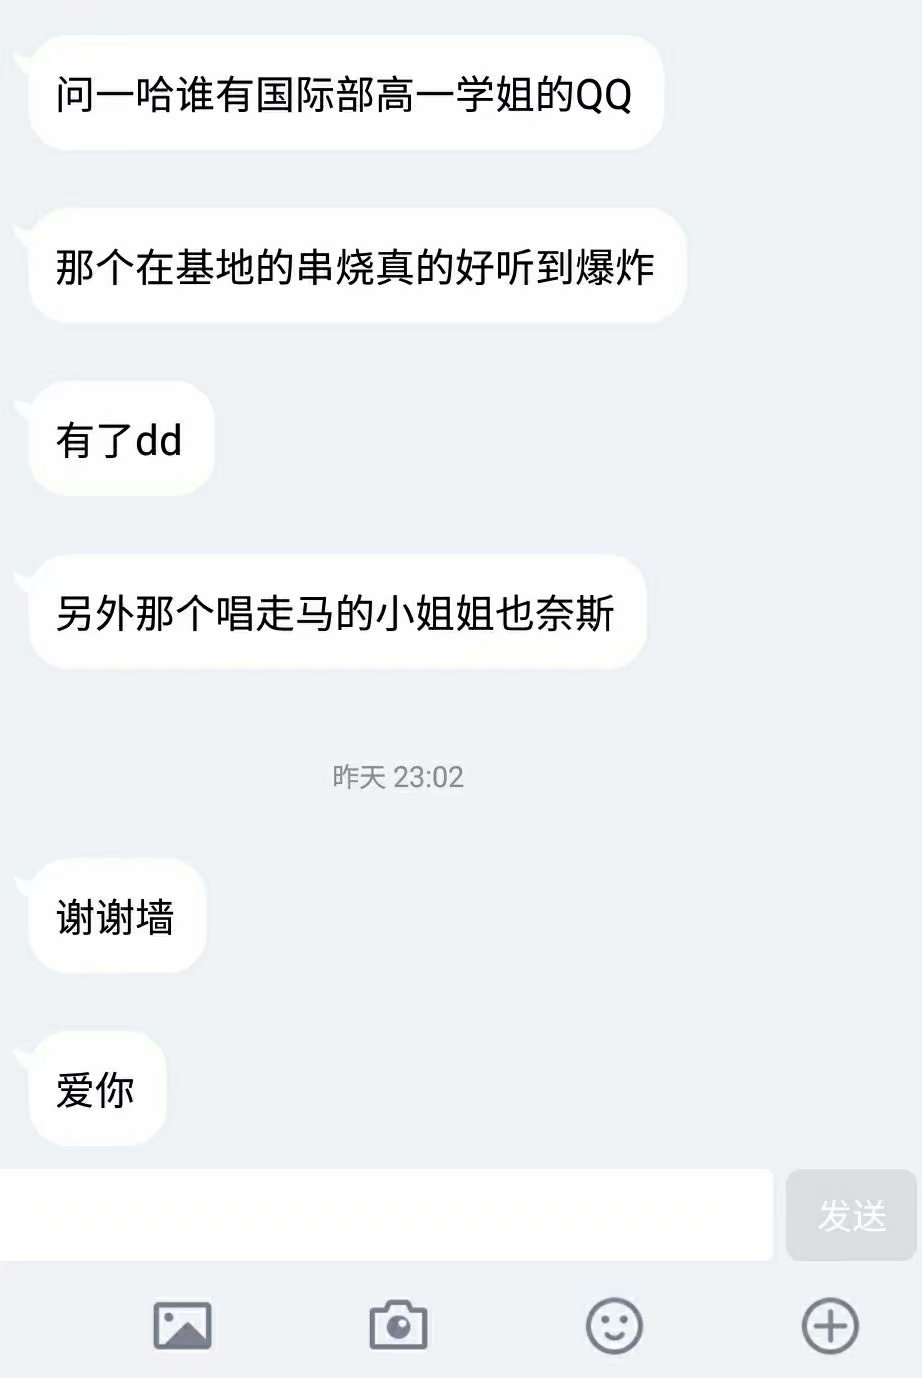 问一哈谁有国际部高一学姐的QQ
那个在基地的串烧真的好听到爆炸
有了dd
另外那个唱走马的小姐姐也奈斯
昨天 23:02
谢谢墙
爱你
发送